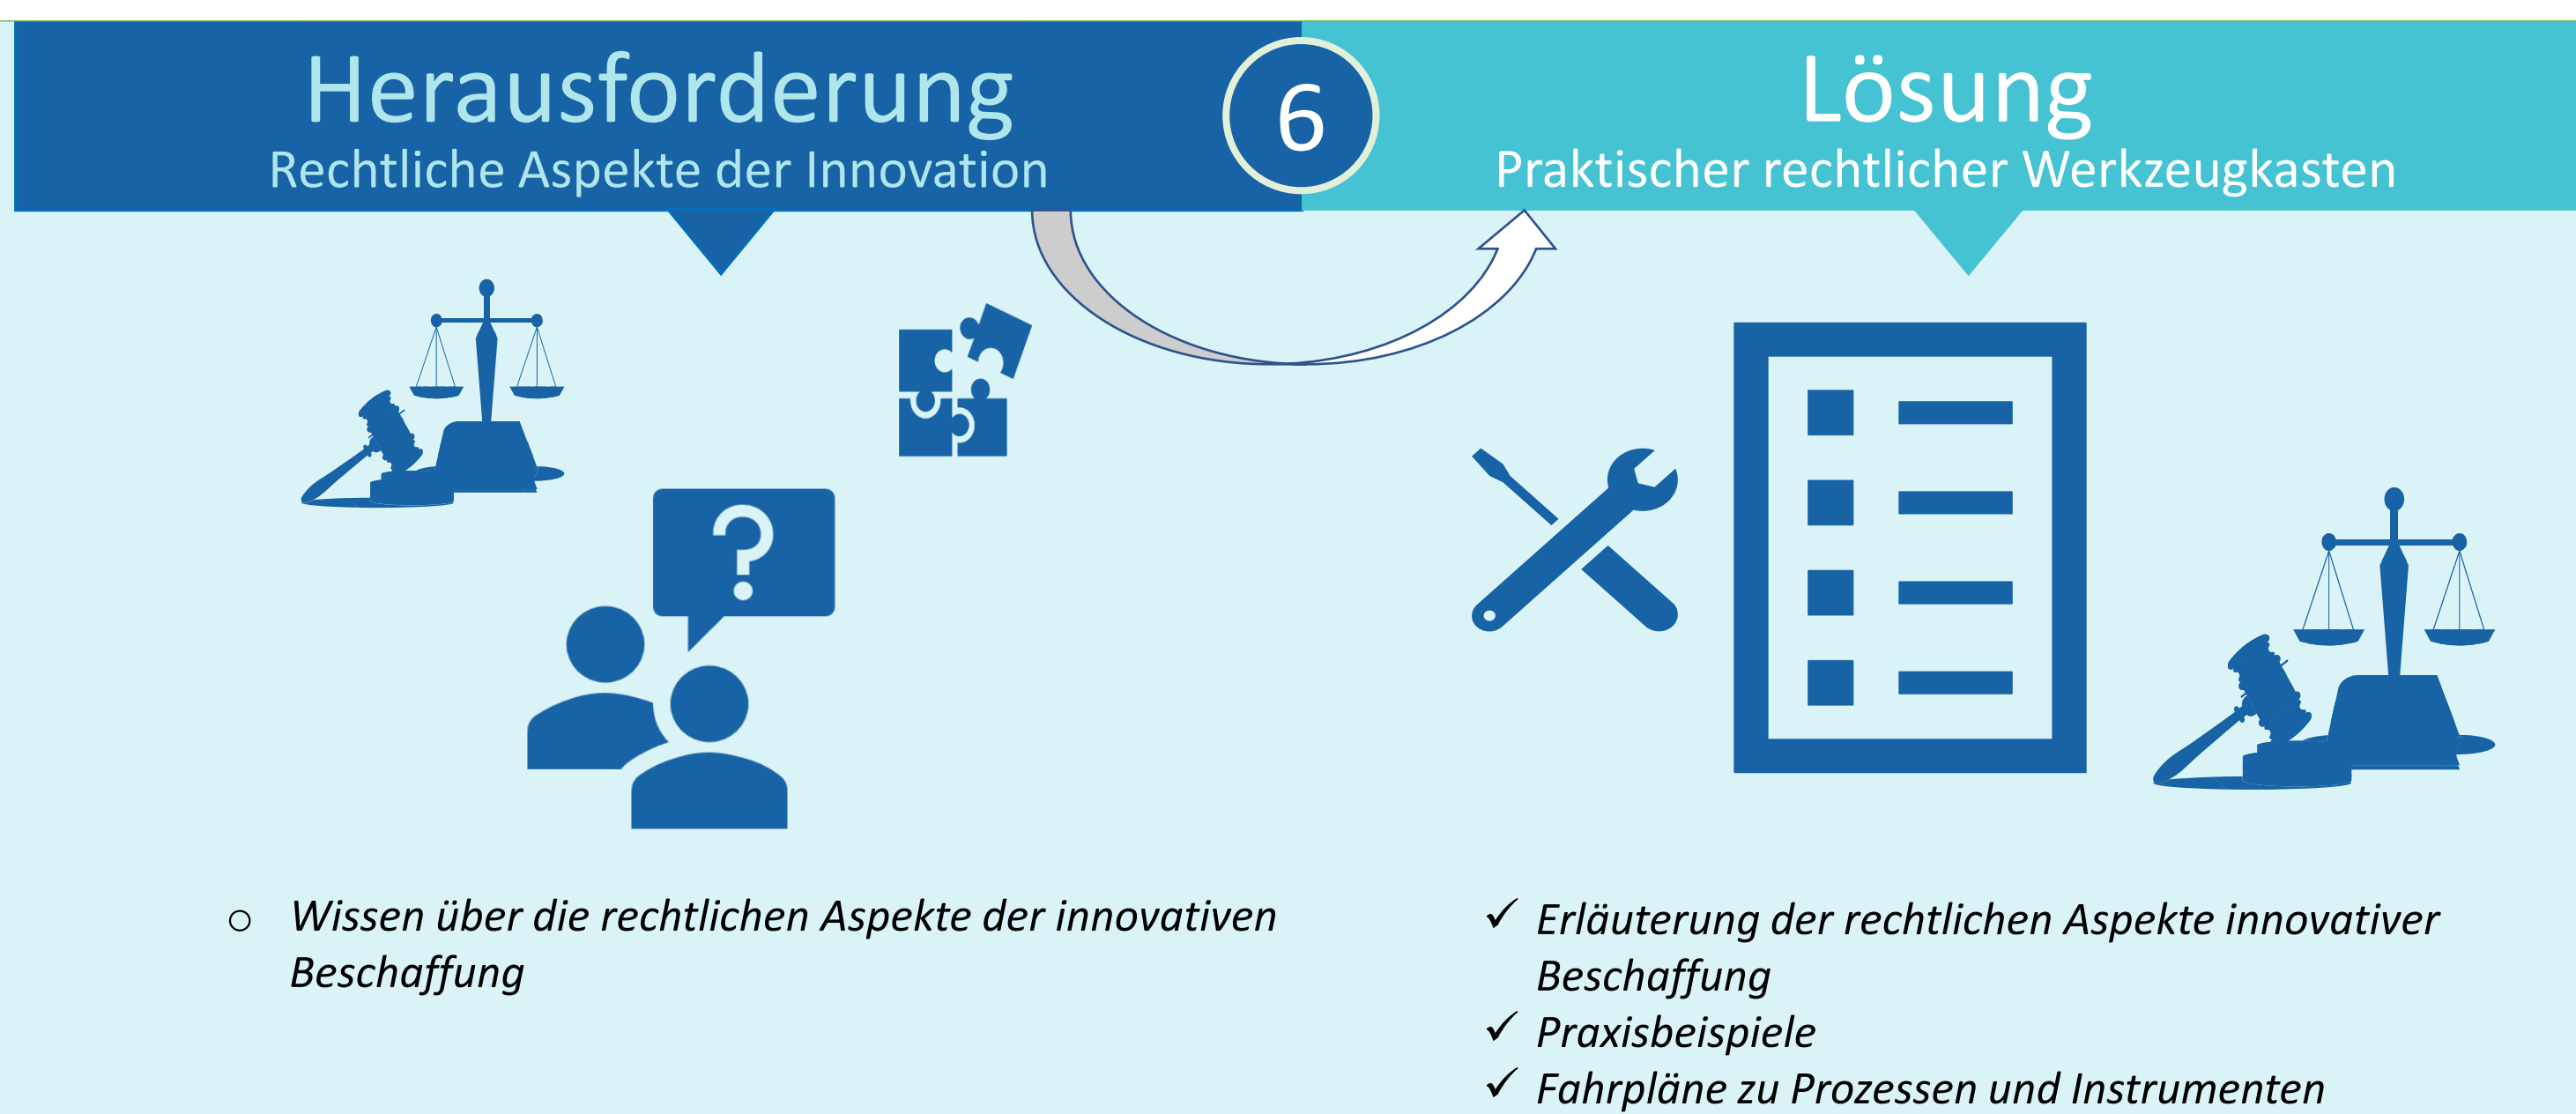 Herausforderung
Rechtliche Aspekte der Innovation
6
Lösung
Praktischer rechtlicher Werkzeugkasten
?
o Wissen über die rechtlichen Aspekte der innovativen
Beschaffung
✓ Erläuterung der rechtlichen Aspekte innovativer
Beschaffung
✓ Praxisbeispiele
✓ Fahrpläne zu Prozessen und Instrumenten